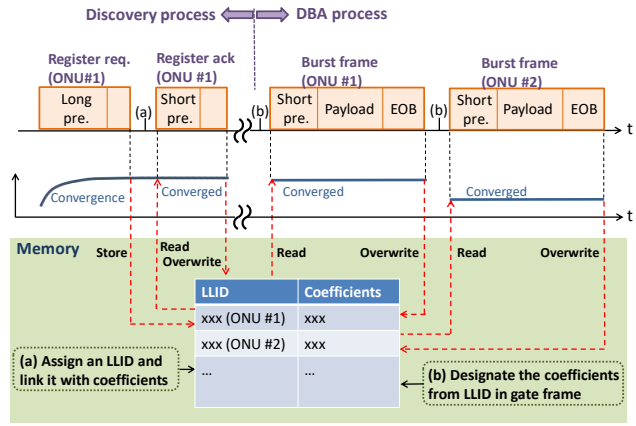 Discovery process
DBA process
Register req.
(ONU#1)
Register ack
(ONU #1)
Burst frame
(ONU #1)
Burst frame
(ONU #2)
Long
pre.
(a)
Short
pre.
(b)
Short
pre.
Payload
EOB
(b)
Short
pre.
Payload
EOB
t
Convergence
Converged
Converged
Converged
t
Memory
Store
Read
Overwrite
Read
Overwrite
Read
Overwrite
LLID
Coefficients
xxx (ONU #1)
xxx
xxx (ONU #2)
xxx
...
...
(a) Assign an LLID and
link it with coefficients
(b) Designate the coefficients
from LLID in gate frame